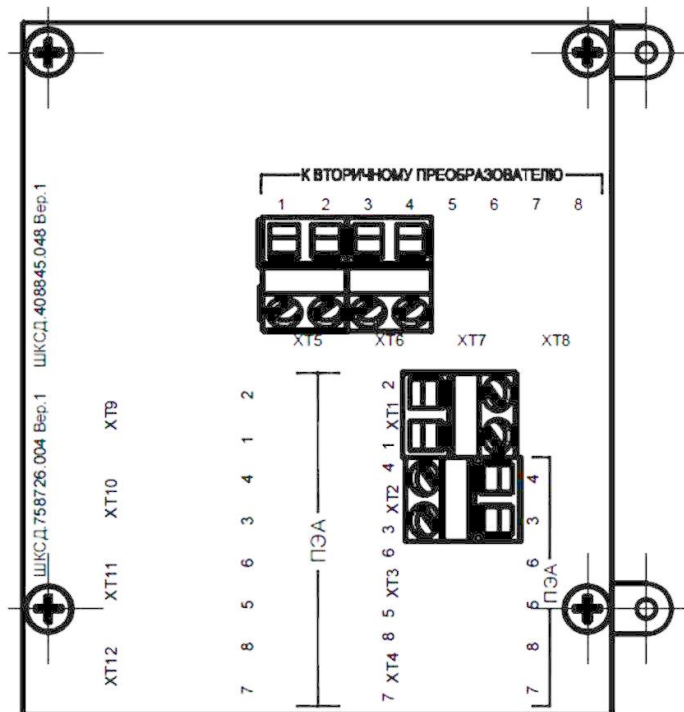 К ВТОРИЧНОМУ ПРЕОБРАЗОВАТЕЛЮ
1 2 3 4 5 6 7 8
XT5 XT6 XT7 XT8
ШКСД.408845.048 Вер.1
ШКСД.758726.004 Вер.1
XT9
XT10
XT11
XT12
2
1
4
3
6
5
8
7
ПЭА
2
XT1
1
4
XT2
3
6
XT3
5
8
XT4
7
4
3
6
5
8
7
ПЭА